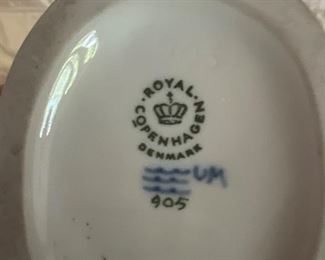 · ROYAL ·
COPENHAGEN
DENMARK
UM
905